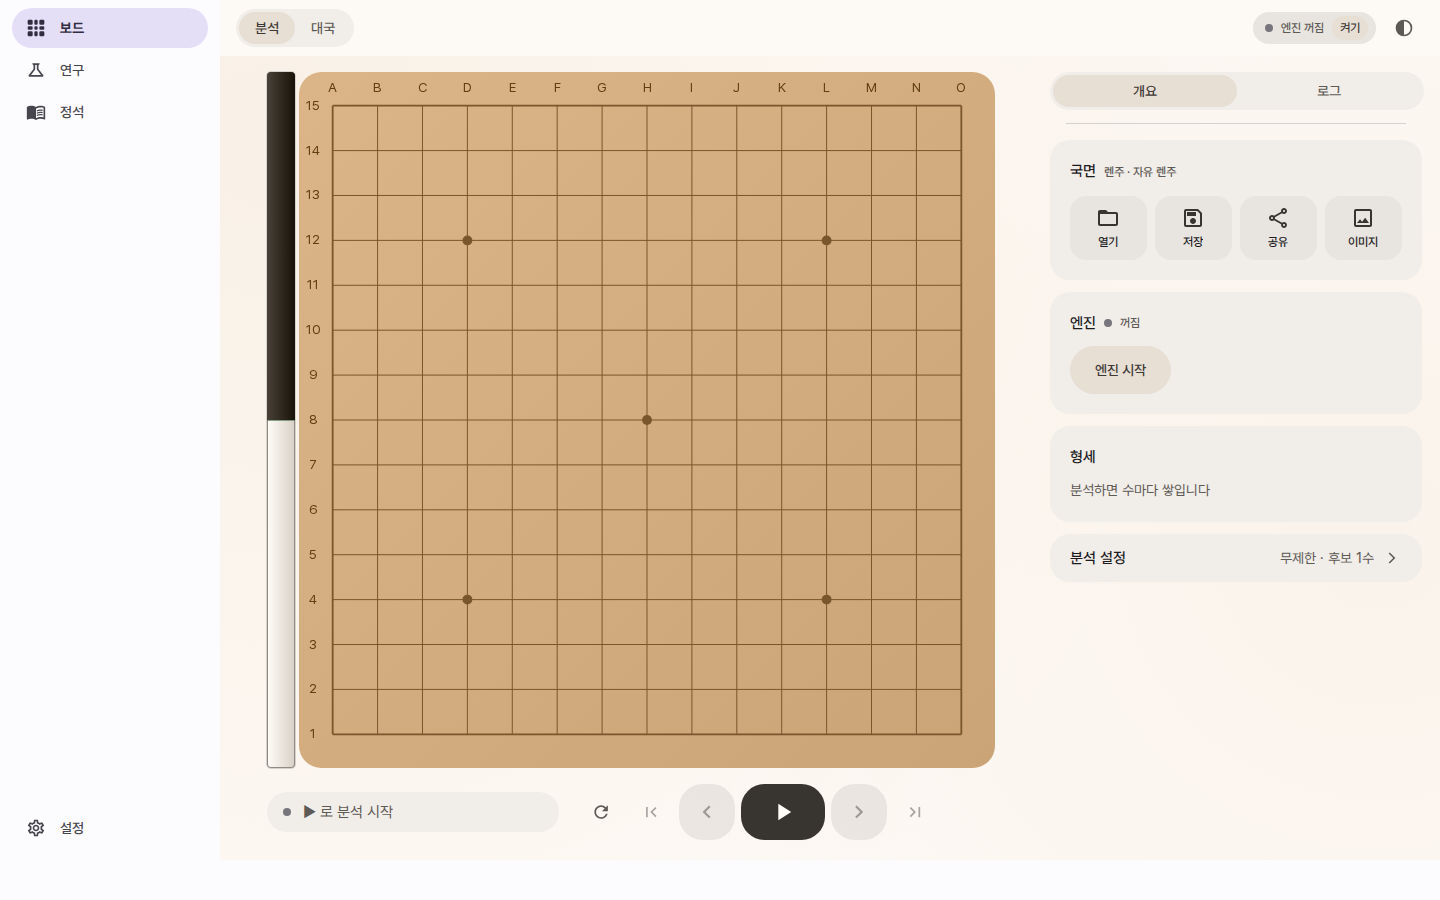 보드
연구
정석
설정
분석 대국
엔진 꺼짐 켜기
A B C D E F G H I J K L M N O
15
14
13
12
11
10
9
8
7
6
5
4
3
2
1
▶ 로 분석 시작
개요 로그
국면 렌주 · 자유 렌주
열기 저장 공유 이미지
엔진 꺼짐
엔진 시작
형세
분석하면 수마다 쌓입니다
분석 설정 무제한 · 후보 1수